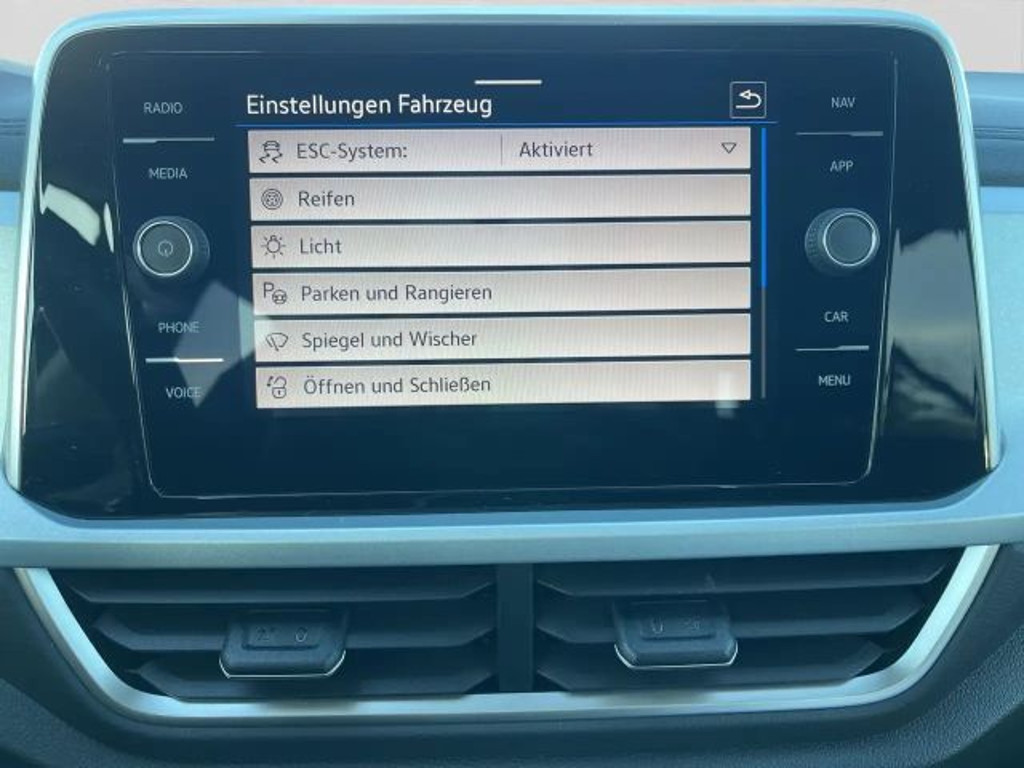 RADIO
MEDIA
PHONE
VOICE
Einstellungen Fahrzeug
ESC-System: Aktiviert
Reifen
Licht
P Parken und Rangieren
Spiegel und Wischer
Öffnen und Schließen
NAV
APP
CAR
MENU